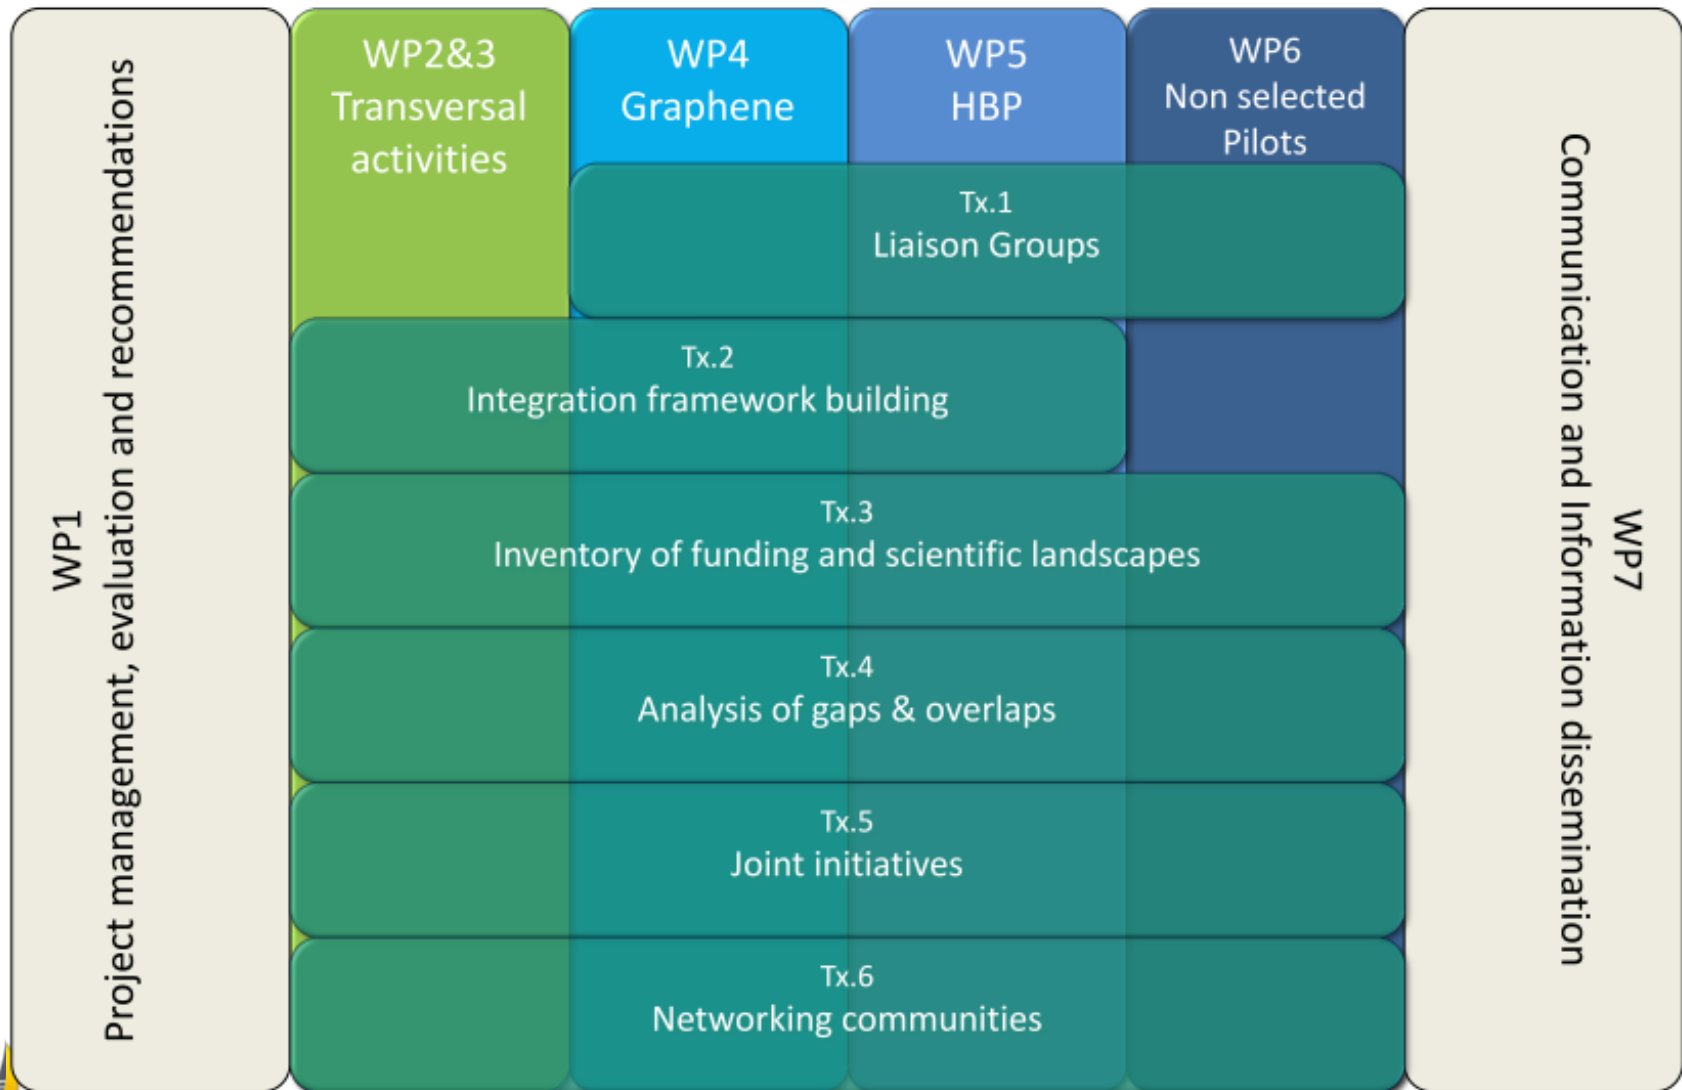 WP1
Project management, evaluation and recommendations
WP2&3
Transversal
activities
WP4
Graphene
WP5
HBP
WP6
Non selected
Pilots
Tx.1
Liaison Groups
Tx.2
Integration framework building
Tx.3
Inventory of funding and scientific landscapes
Tx.4
Analysis of gaps & overlaps
Tx.5
Joint initiatives
Tx.6
Networking communities
WP7
Communication and Information dissemination